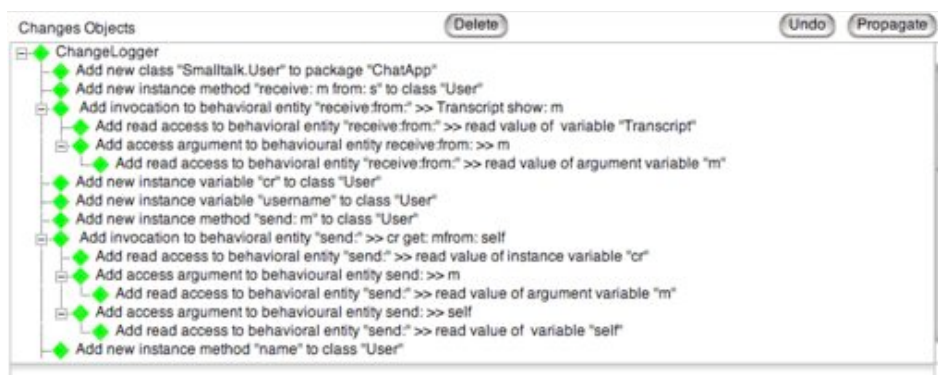 Changes Objects Delete Undo Propagate
ChangeLogger
Add new class "Smalltalk.User" to package "ChatApp"
Add new instance method "receive: m from: s" to class "User"
Add invocation to behavioral entity "receive:from:" >> Transcript show: m
Add read access to behavioral entity "receive:from:" >> read value of variable "Transcript"
Add access argument to behavioural entity receive:from: >> m
Add read access to behavioral entity "receive:from:" >> read value of argument variable "m"
Add new instance variable "cr" to class "User"
Add new instance variable "username" to class "User"
Add new instance method "send: m" to class "User"
Add invocation to behavioral entity "send:" >> cr get: mfrom: self
Add read access to behavioral entity "send:" >> read value of instance variable "cr"
Add access argument to behavioural entity send: >> m
Add read access to behavioral entity "send:" >> read value of argument variable "m"
Add access argument to behavioural entity send: >> self
Add read access to behavioral entity "send:" >> read value of variable "self"
Add new instance method "name" to class "User"